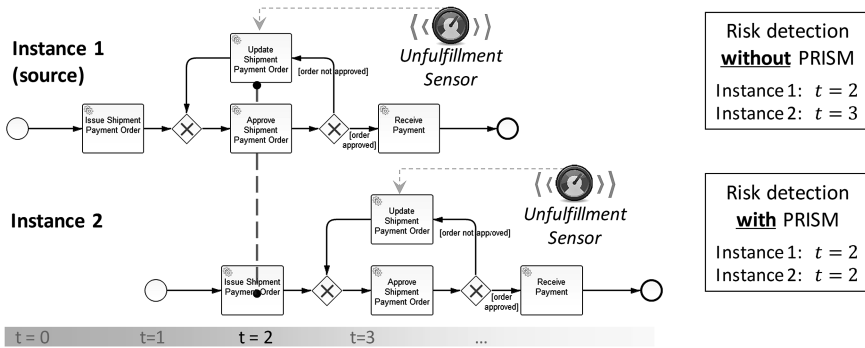 Instance 1
(source)
Update
Shipment
Payment Order
Unfulfillment
Sensor
[order not approved]
Issue Shipment
Payment Order
Approve
Shipment
Payment Order
[order
approved]
Receive
Payment
Risk detection
without PRISM
Instance 1: t = 2
Instance 2: t = 3
Instance 2
Update
Shipment
Payment Order
Unfulfillment
Sensor
[order not approved]
Issue Shipment
Payment Order
Approve
Shipment
Payment Order
[order
approved]
Receive
Payment
Risk detection
with PRISM
Instance 1: t = 2
Instance 2: t = 2
t = 0 t=1 t = 2 t=3 ...